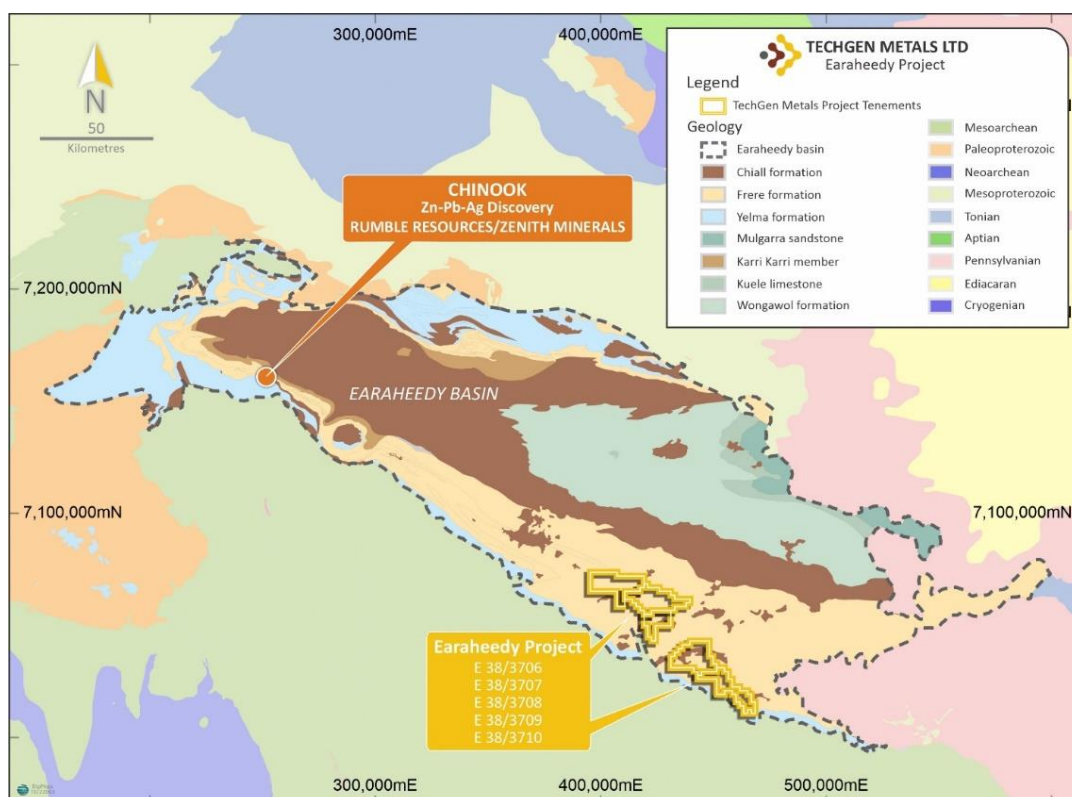 300,000mE
400,000mE
N
50
Kilometres
TECHGEN METALS LTD
Earaheedy Project
Legend
TechGen Metals Project Tenements
Geology
Earaheedy basin
Chiall formation
Frere formation
Yelma formation
Mulgarra sandstone
Karri Karri member
Kuele limestone
Wongawol formation
Mesoarchean
Paleoproterozoic
Neoarchean
Mesoproterozoic
Tonian
Aptian
Pennsylvanian
Ediacaran
Cryogenian
CHINOOK
Zn-Pb-Ag Discovery
RUMBLE RESOURCES/ZENITH MINERALS
7,200,000mN
EARAHEEDY BASIN
7,100,000mN
7,100,000mN
Earaheedy Project
E 38/3706
E 38/3707
E 38/3708
E 38/3709
E 38/3710
300,000mE
400,000mE
500,000mE